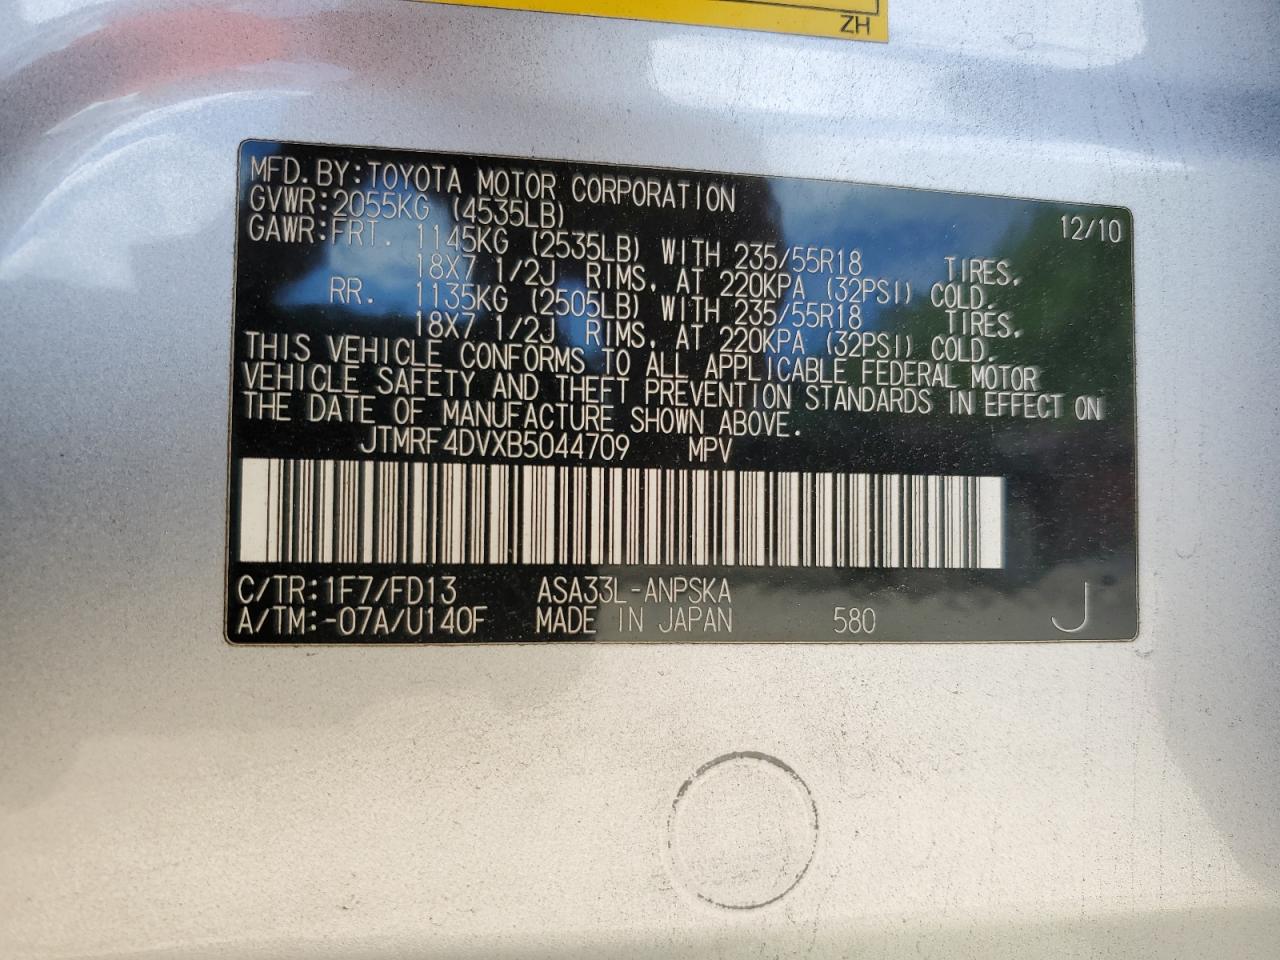 ZH
MFD. BY: TOYOTA MOTOR CORPORATION 12/10
GVWR: 2055KG (4535LB)
GAWR: FRT. 1145KG (2535LB) WITH 235/55R18 TIRES,
18X7 1/2J RIMS, AT 220KPA (32PSI) COLD.
RR. 1135KG (2505LB) WITH 235/55R18 TIRES,
18X7 1/2J RIMS, AT 220KPA (32PSI) COLD.
THIS VEHICLE CONFORMS TO ALL APPLICABLE FEDERAL MOTOR
VEHICLE SAFETY AND THEFT PREVENTION STANDARDS IN EFFECT ON
THE DATE OF MANUFACTURE SHOWN ABOVE.
JTMRF4DVXB5044709 MPV
C/TR: 1F7/FD13 ASA33L-ANPSKA
A/TM: -07A/U140F MADE IN JAPAN 580 J